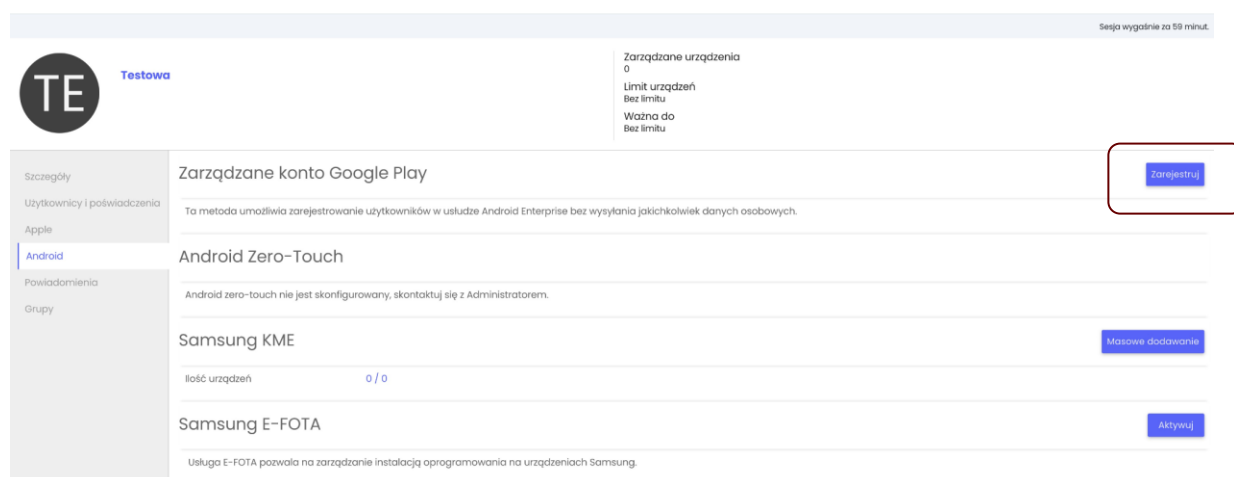 Sesja wygaśnie za 59 minut.
TE
Testowa
Zarządzane urządzenia
0
Limit urządzeń
Bez limitu
Ważna do
Bez limitu
Szczegóły
Użytkownicy i poświadczenia
Apple
Android
Powiadomienia
Grupy
Zarządzane konto Google Play
Zarejestruj
Ta metoda umożliwia zarejestrowanie użytkowników w usłudze Android Enterprise bez wysyłania jakichkolwiek danych osobowych.
Android Zero-Touch
Android zero-touch nie jest skonfigurowany, skontaktuj się z Administratorem.
Samsung KME
Masowe dodawanie
Ilość urządzeń 0 / 0
Samsung E-FOTA
Aktywuj
Usługa E-FOTA pozwala na zarządzanie instalacją oprogramowania na urządzeniach Samsung.